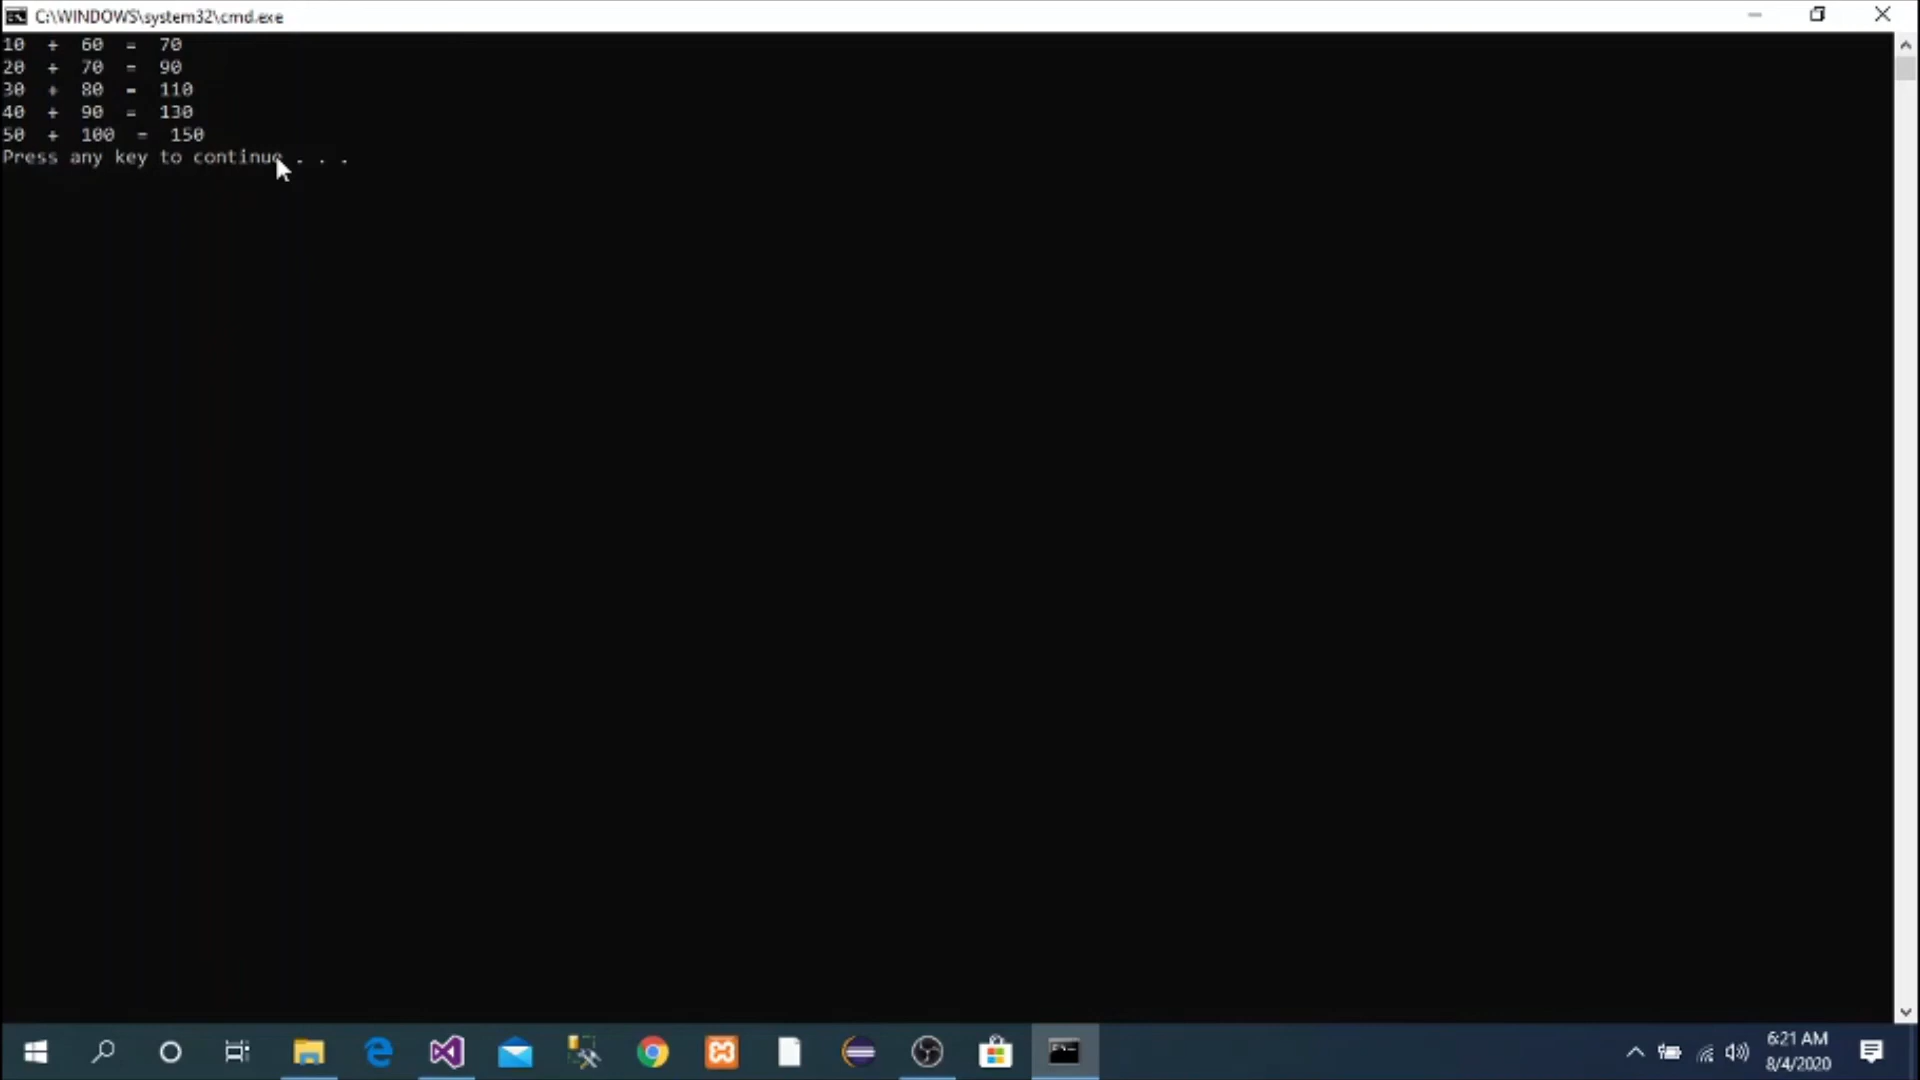 C:\WINDOWS\system32\cmd.exe
10 + 60 = 70
20 + 70 = 90
30 + 80 = 110
40 + 90 = 130
50 + 100 = 150
Press any key to continue . . .
6:21 AM
8/4/2020